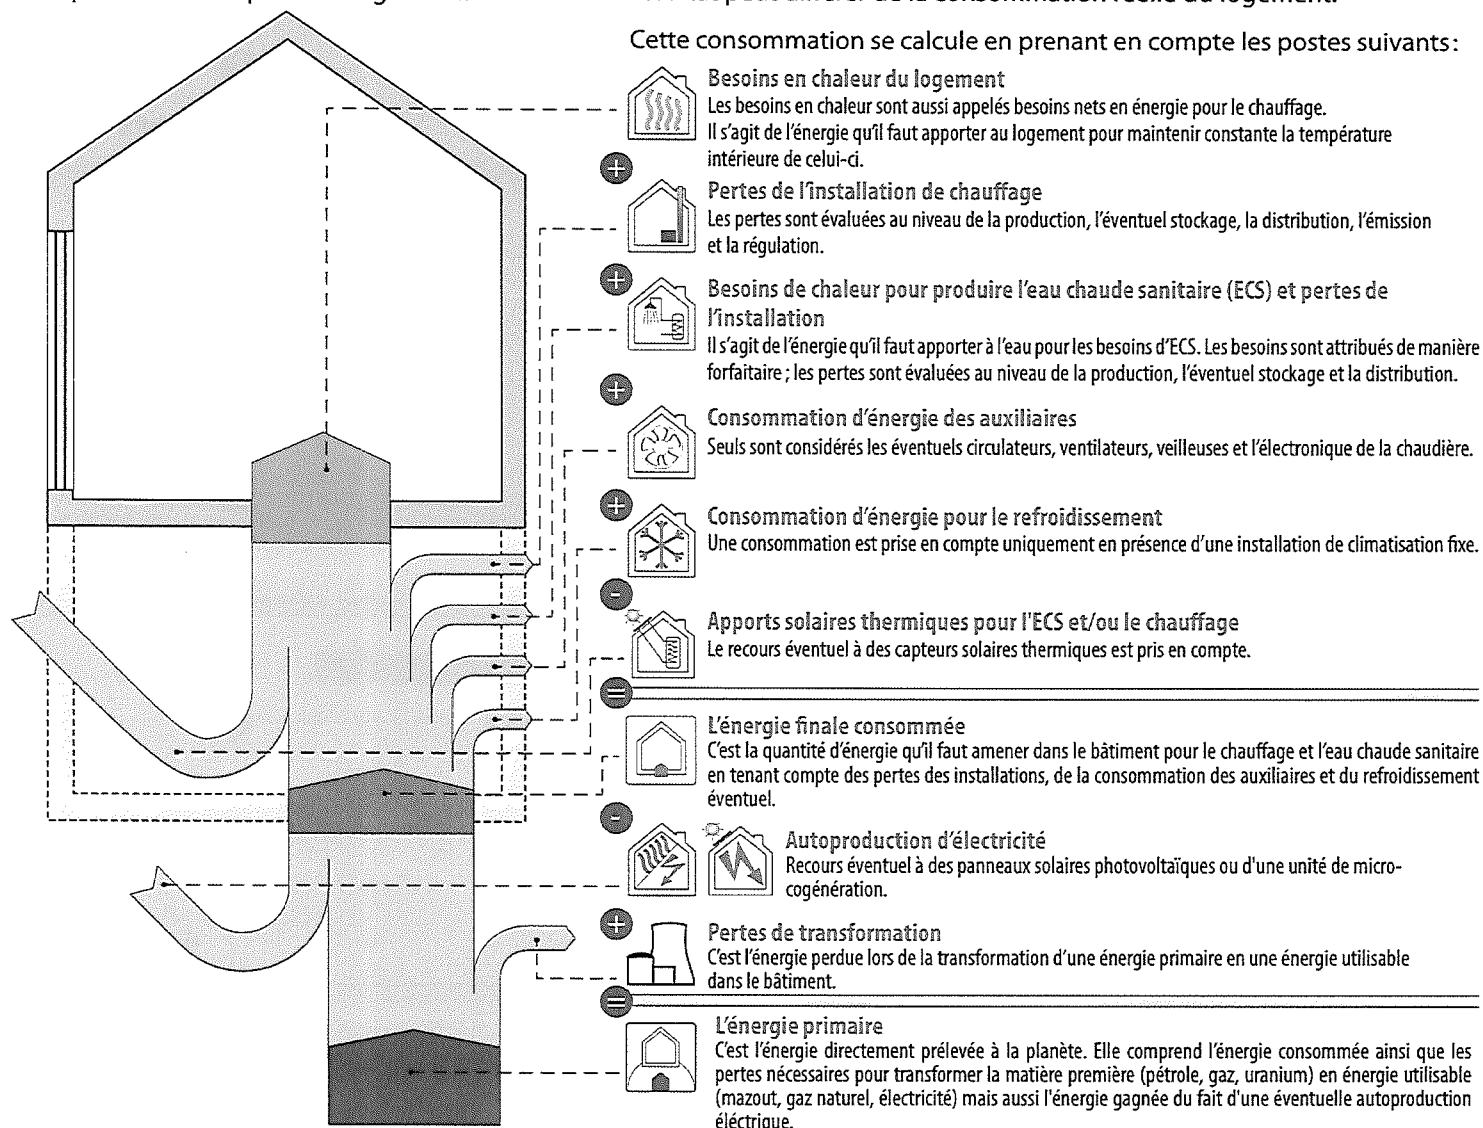 de la consommation réelle du logement.
Cette consommation se calcule en prenant en compte les postes suivants:
Besoins en chaleur du logement
Les besoins en chaleur sont aussi appelés besoins nets en énergie pour le chauffage.
Il s'agit de l'énergie qu'il faut apporter au logement pour maintenir constante la température
intérieure de celui-ci.
+
Pertes de l'installation de chauffage
Les pertes sont évaluées au niveau de la production, l'éventuel stockage, la distribution, l'émission
et la régulation.
+
Besoins de chaleur pour produire l'eau chaude sanitaire (ECS) et pertes de
l'installation
Il s'agit de l'énergie qu'il faut apporter à l'eau pour les besoins d'ECS. Les besoins sont attribués de manière
forfaitaire; les pertes sont évaluées au niveau de la production, l'éventuel stockage et la distribution.
+
Consommation d'énergie des auxiliaires
Seuls sont considérés les éventuels circulateurs, ventilateurs, veilleuses et l'électronique de la chaudière.
+
Consommation d'énergie pour le refroidissement
Une consommation est prise en compte uniquement en présence d'une installation de climatisation fixe.
-
Apports solaires thermiques pour l'ECS et/ou le chauffage
Le recours éventuel à des capteurs solaires thermiques est pris en compte.
=
L'énergie finale consommée
C'est la quantité d'énergie qu'il faut amener dans le bâtiment pour le chauffage et l'eau chaude sanitaire
en tenant compte des pertes des installations, de la consommation des auxiliaires et du refroidissement
éventuel.
-
Autoproduction d'électricité
Recours éventuel à des panneaux solaires photovoltaïques ou d'une unité de micro-
cogénération.
+
Pertes de transformation
C'est l'énergie perdue lors de la transformation d'une énergie primaire en une énergie utilisable
dans le bâtiment.
=
L'énergie primaire
C'est l'énergie directement prélevée à la planète. Elle comprend l'énergie consommée ainsi que les
pertes nécessaires pour transformer la matière première (pétrole, gaz, uranium) en énergie utilisable
(mazout, gaz naturel, électricité) mais aussi l'énergie gagnée du fait d'une éventuelle autoproduction
éléctrique.